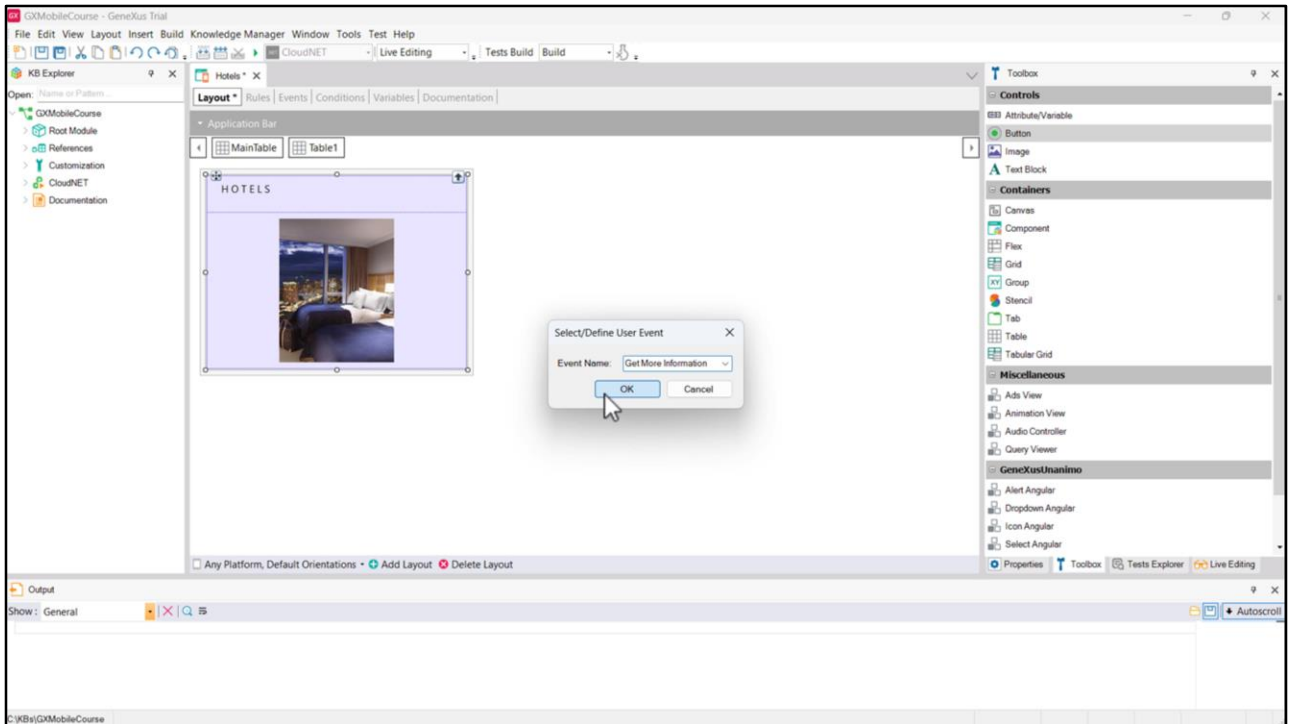 GX GXMobileCourse - GeneXus Trial
File Edit View Layout Insert Build Knowledge Manager Window Tools Test Help
CloudNET Live Editing Tests Build Build
KB Explorer
Open: Name or Pattern...
GXMobileCourse
Root Module
References
Customization
CloudNET
Documentation
Hotels *
Layout * Rules Events Conditions Variables Documentation
Application Bar
MainTable Table1
HOTELS
Select/Define User Event
Event Name: Get More Information
OK Cancel
Any Platform, Default Orientations Add Layout Delete Layout
Toolbox
Controls
Attribute/Variable
Button
Image
A Text Block
Containers
Canvas
Component
Flex
Grid
XY Group
Stencil
Tab
Table
Tabular Grid
Miscellaneous
Ads View
Animation View
Audio Controller
Query Viewer
GeneXusUnanimo
Alert Angular
Dropdown Angular
Icon Angular
Select Angular
Properties Toolbox Tests Explorer Live Editing
Output
Show: General
Autoscroll
C:\KBs\GXMobileCourse